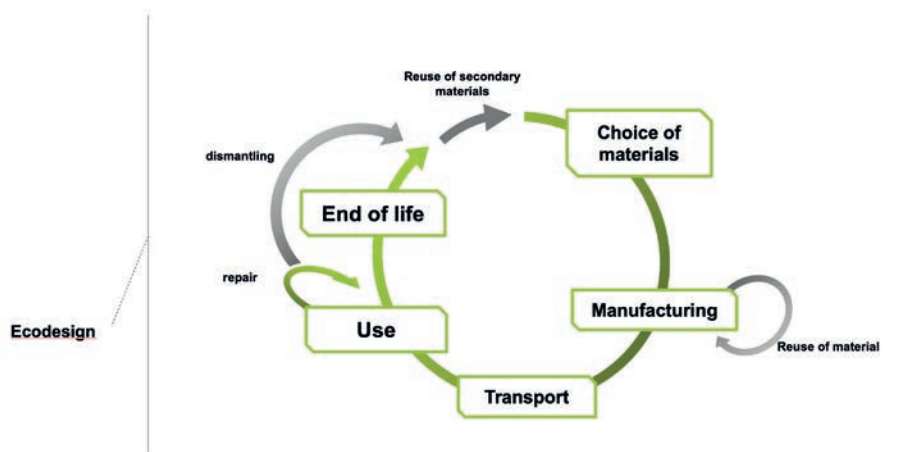 Reuse of secondary
materials
Choice of
materials
dismantling
End of life
repair
Manufacturing
Use
Ecodesign
Reuse of material
Transport